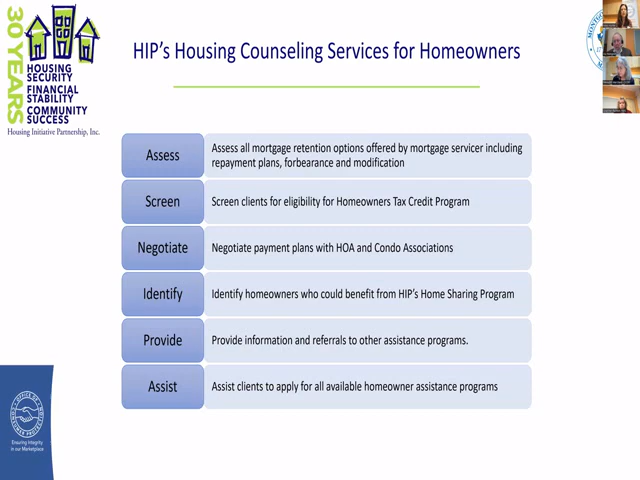 30 YEARS
HOUSING
SECURITY
FINANCIAL
STABILITY
COMMUNITY
SUCCESS
Housing Initiative Partnership, Inc.
HIP's Housing Counseling Services for Homeowners
Assess
Assess all mortgage retention options offered by mortgage servicer including
repayment plans, forbearance and modification
Screen
Screen clients for eligibility for Homeowners Tax Credit Program
Negotiate
Negotiate payment plans with HOA and Condo Associations
Identify
Identify homeowners who could benefit from HIP's Home Sharing Program
Provide
Provide information and referrals to other assistance programs.
Assist
Assist clients to apply for all available homeowner assistance programs
OFFICE OF
CONSUMER PROTECTION
Ensuring Integrity
in our Marketplace